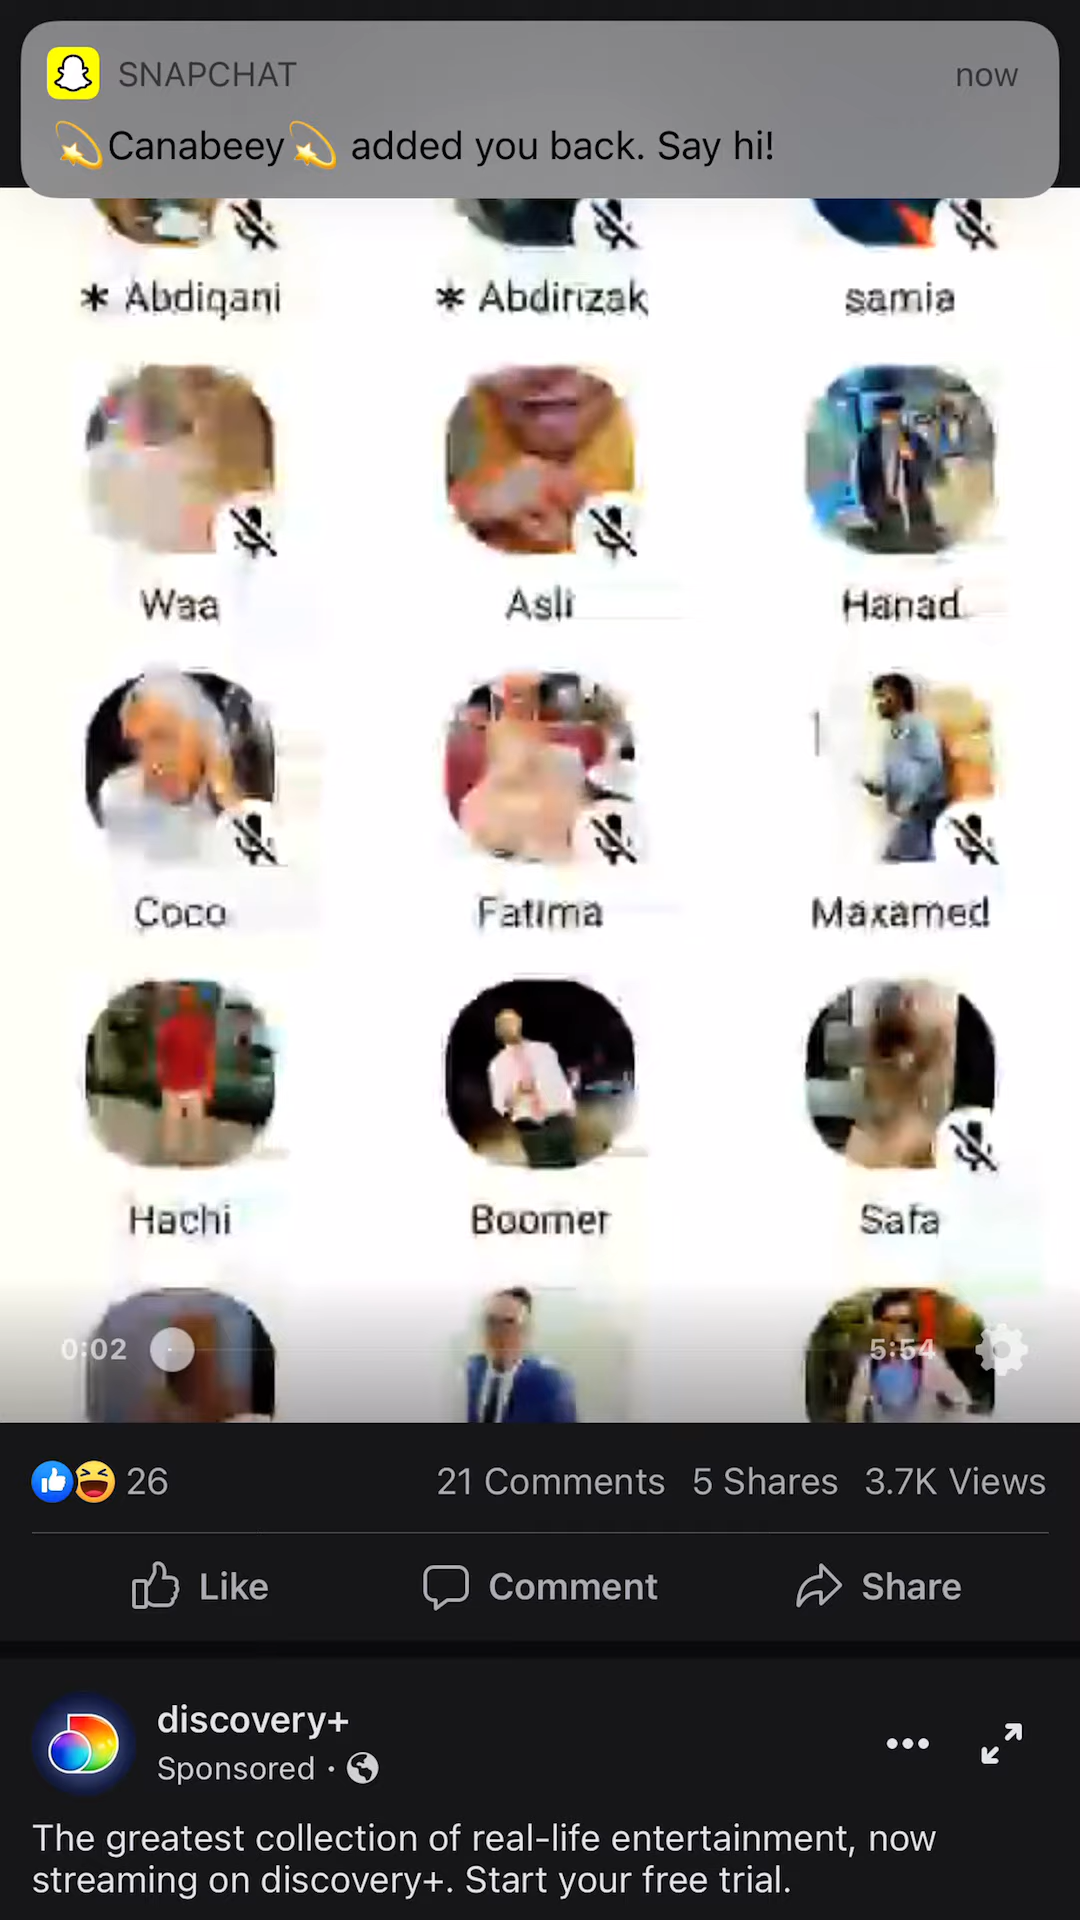 SNAPCHAT now
💫Canabeey💫 added you back. Say hi!
* Abdiqani * Abdirizak samia
Waa Asli Hanad
Coco Fatima Maxamed
Hachi Boomer Safa
0:02 5:54
26 21 Comments 5 Shares 3.7K Views
Like Comment Share
discovery+
Sponsored ·
The greatest collection of real-life entertainment, now
streaming on discovery+. Start your free trial.